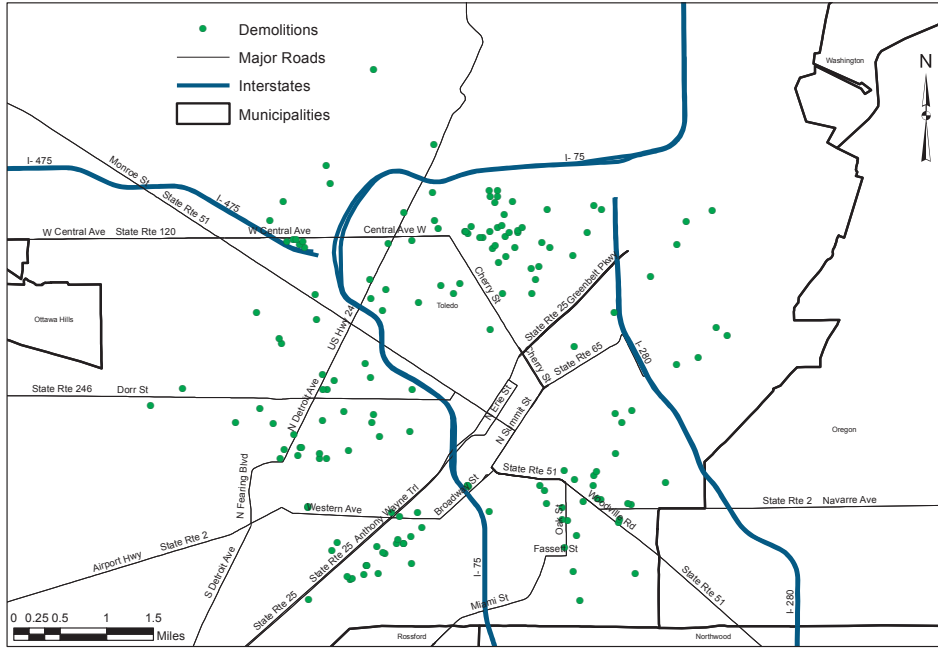 Demolitions
Major Roads
Interstates
Municipalities
Washington
N
I- 475
Monroe St
I- 75
I-475
State Rte 51
W Central Ave
State Rte 120
W Central Ave
Central Ave W
Cherry St
State Rte 25
Greenbelt Pkwy
Ottawa Hills
Toledo
US Hwy 24
Cherry St
State Rte 65
I- 280
State Rte 246
Dorr St
N Detroit Ave
N Erie St
N Summit St
Oregon
N Fearing Blvd
State Rte 51
Broadway St
Woodville Rd
State Rte 2
Navarre Ave
Western Ave
State Rte 25
Anthony Wayne Trl
Oak St
Airport Hwy
State Rte 2
Fassett St
S Detroit Ave
I- 75
State Rte 25
Miami St
State Rte 51
I- 280
0 0.25 0.5 1 1.5
Miles
Rossford
Northwood